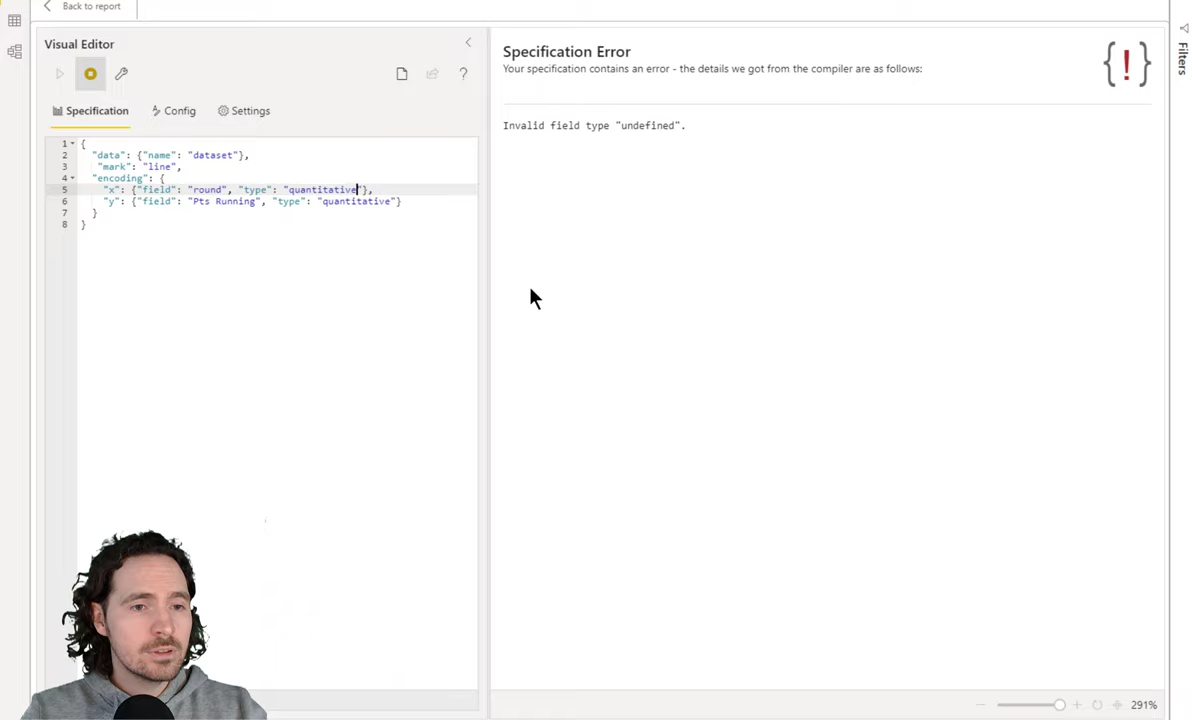 Back to report
Visual Editor
Specification
Config
Settings
1 {
2 "data": {"name": "dataset"},
3 "mark": "line",
4 "encoding": {
5 "x": {"field": "round", "type": "quantitative"},
6 "y": {"field": "Pts Running", "type": "quantitative"}
7 }
8 }
Specification Error
Your specification contains an error - the details we got from the compiler are as follows:
{!}
Invalid field type "undefined".
291%
Filters